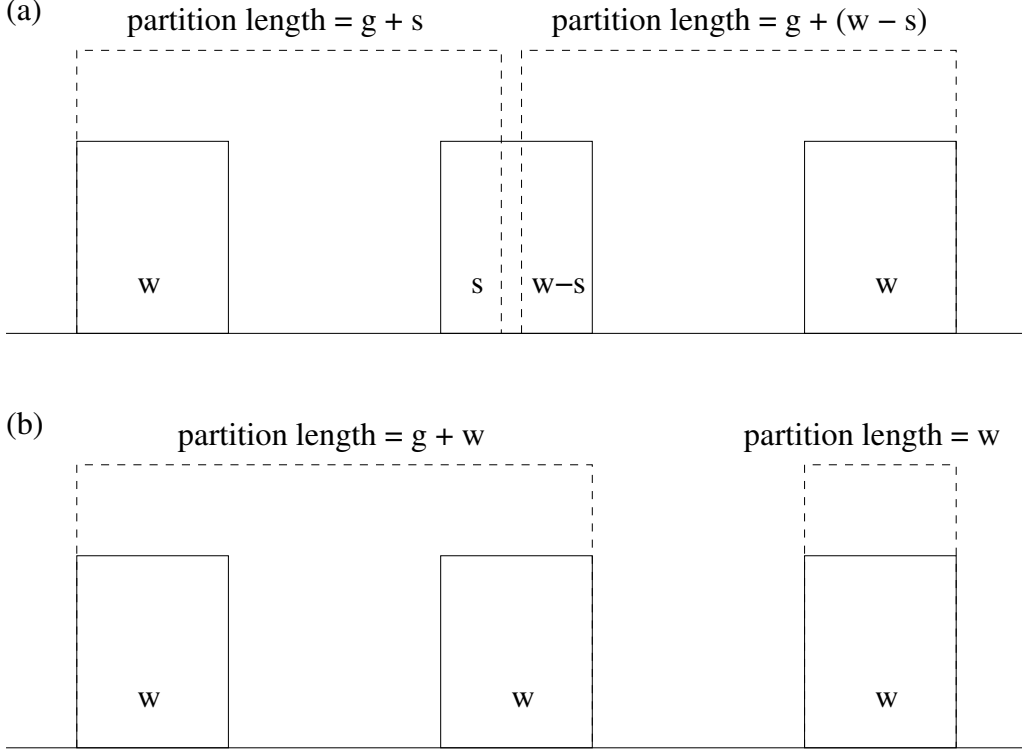 (a)
partition length = g + s
partition length = g + (w − s)
w
s
w−s
w
(b)
partition length = g + w
partition length = w
w
w
w